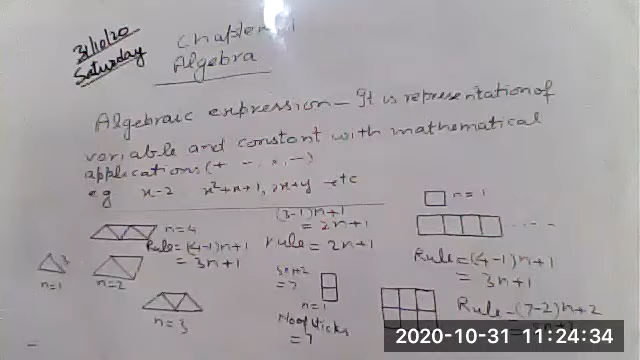 31/10/20
Saturday
Chapter-1
Algebra
Algebraic expression - It is representation of
variable and constant with mathematical
applications (+ -, ×, -)
eg x-2 x²+x+1, 2x+y etc
n=4
Rule=(4-1)n+1
= 3n+1
3
n=1
n=2
n=3
(3-1)n+1
= 2n+1
rule = 2n+1
5n+2
= 7
n=1
No of sticks
= 7
n=1
Rule=(4-1)n+1
= 3n+1
Rule-(7-2)n+2
2020-10-31 11:24:34